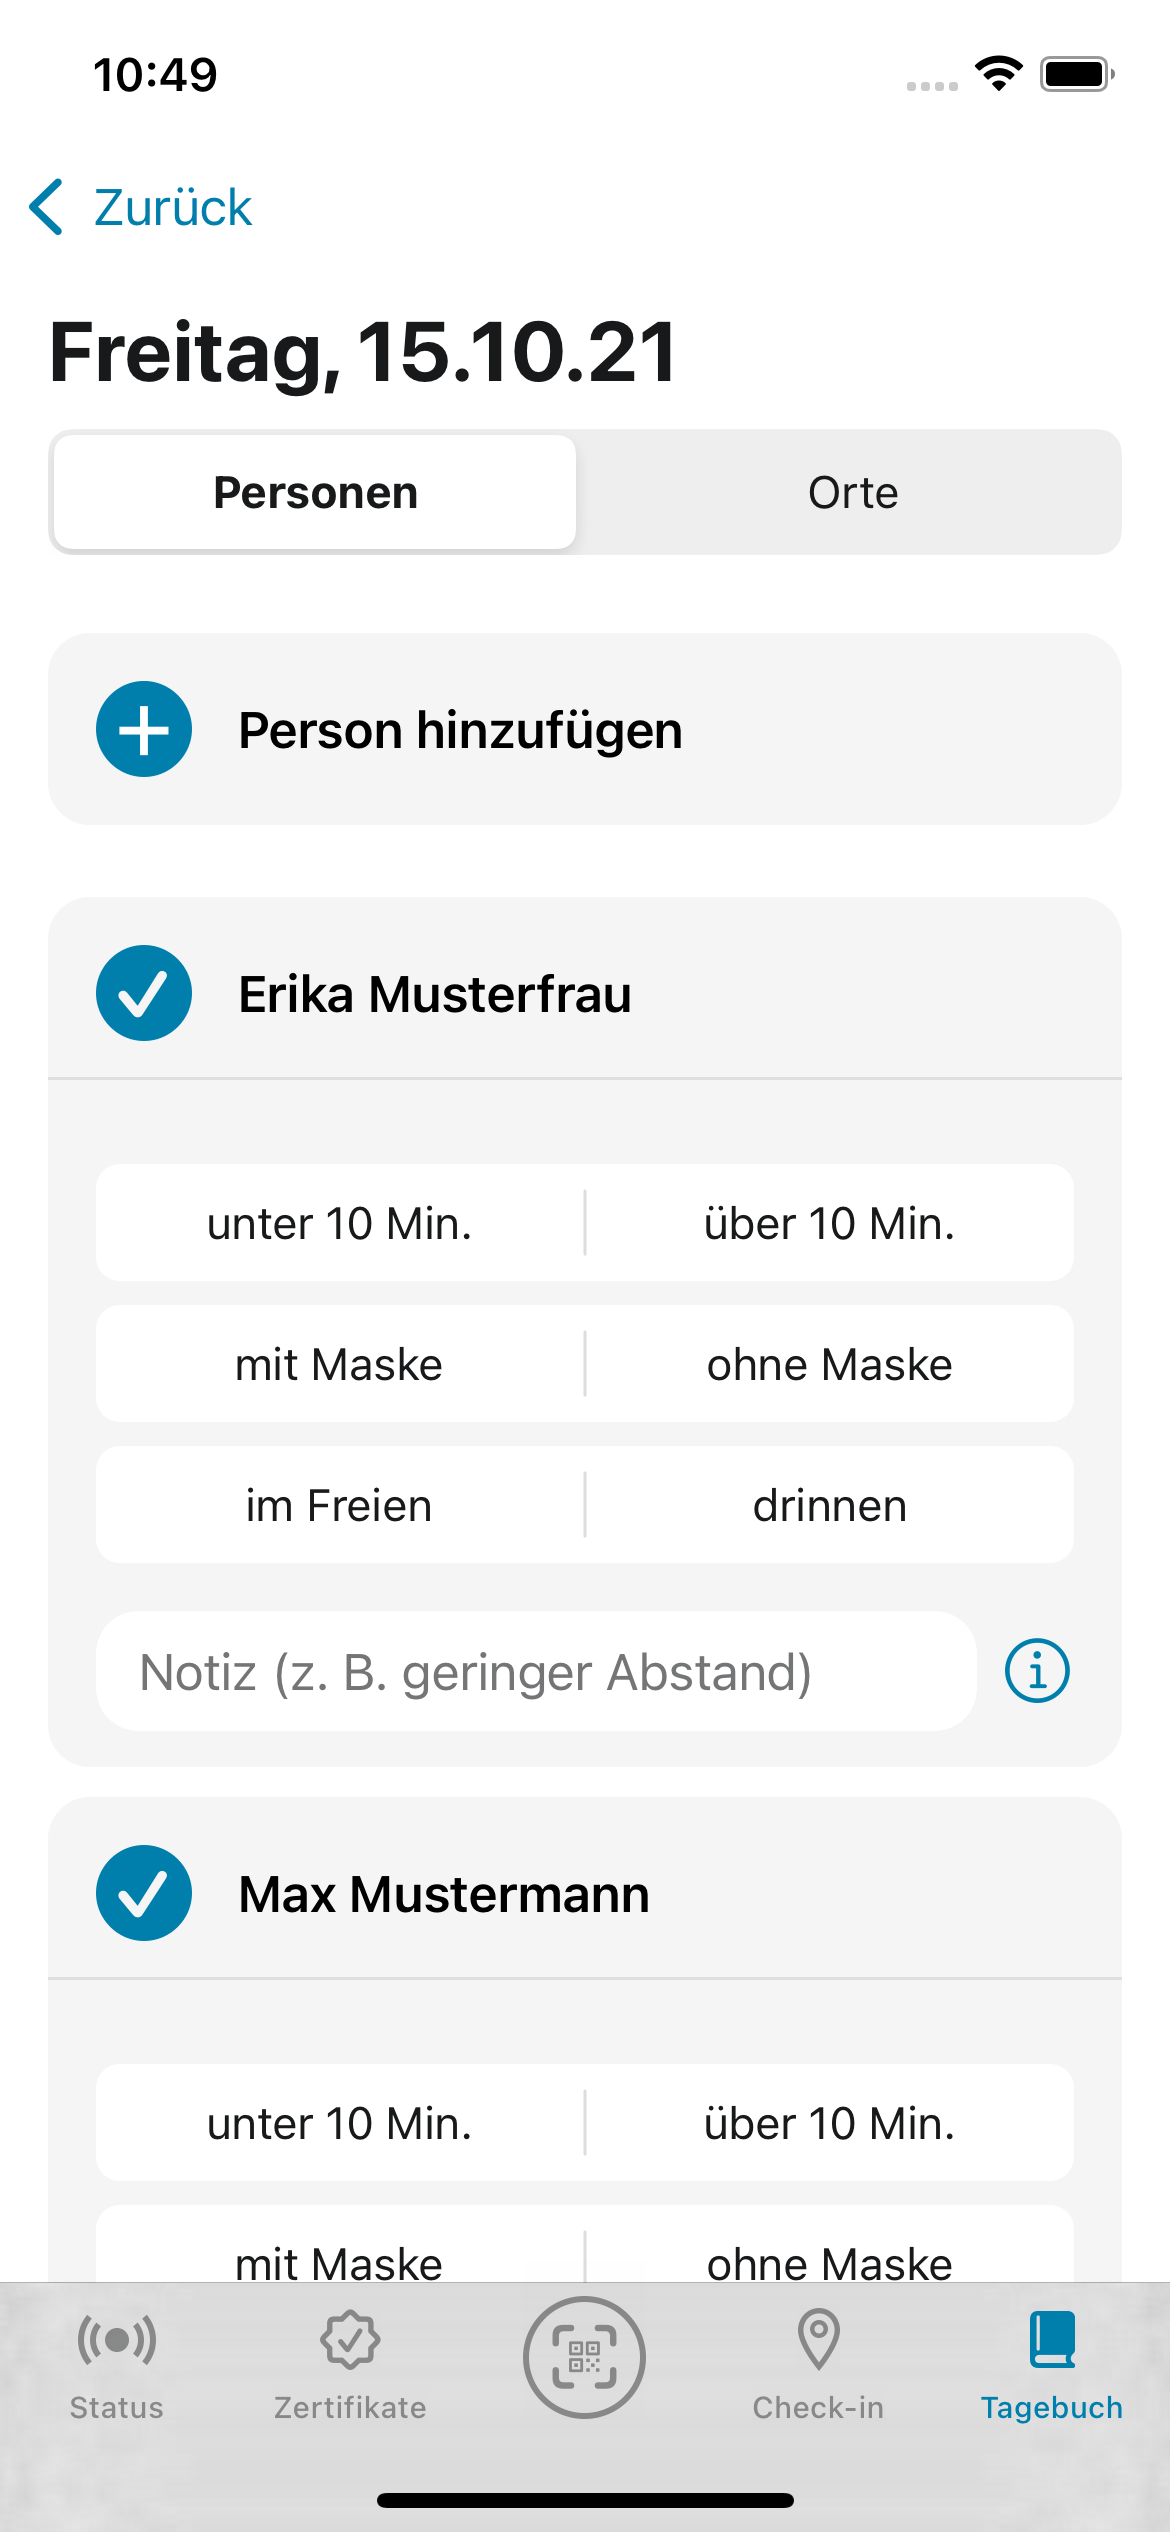 10:49
Zurück
Freitag, 15.10.21
Personen
Orte
Person hinzufügen
Erika Musterfrau
unter 10 Min.
über 10 Min.
mit Maske
ohne Maske
im Freien
drinnen
Notiz (z. B. geringer Abstand)
Max Mustermann
unter 10 Min.
über 10 Min.
mit Maske
ohne Maske
Status
Zertifikate
Check-in
Tagebuch